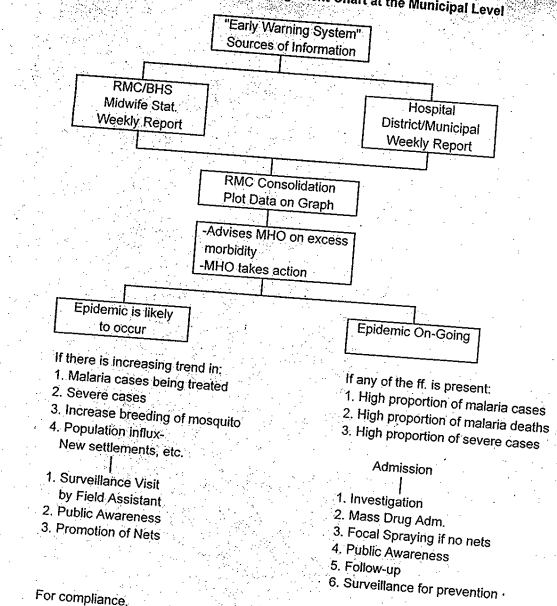 Chart at the Municipal Level
"Early Warning System"
Sources of Information
RMC/BHS
Midwife Stat.
Weekly Report
Hospital
District/Municipal
Weekly Report
RMC Consolidation
Plot Data on Graph
-Advises MHO on excess
morbidity
-MHO takes action
Epidemic is likely
to occur
Epidemic On-Going
If there is increasing trend in:
1. Malaria cases being treated
2. Severe cases
3. Increase breeding of mosquito
4. Population influx-
New settlements, etc.
1. Surveillance Visit
by Field Assistant
2. Public Awareness
3. Promotion of Nets
If any of the ff. is present:
1. High proportion of malaria cases
2. High proportion of malaria deaths
3. High proportion of severe cases
Admission
1. Investigation
2. Mass Drug Adm.
3. Focal Spraying if no nets
4. Public Awareness
5. Follow-up
6. Surveillance for prevention
For compliance.